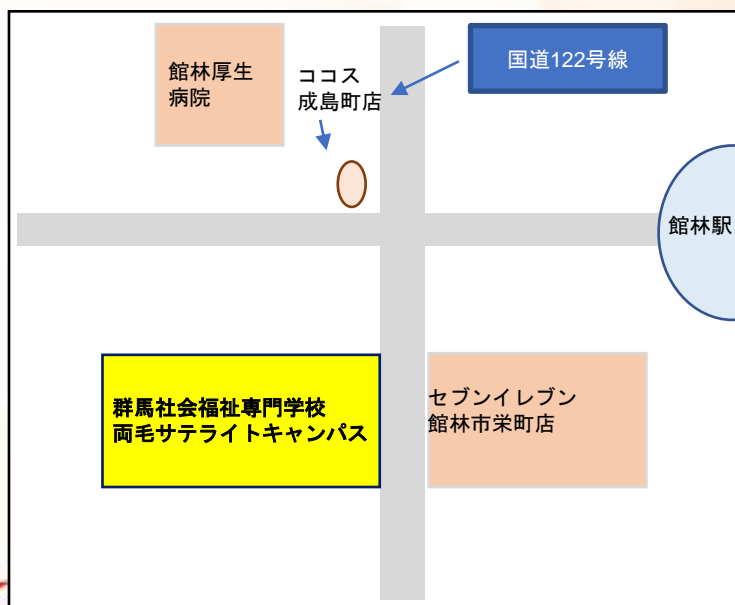 館林厚生
病院
ココス
成島町店
国道122号線
館林駅
群馬社会福祉専門学校
両毛サテライトキャンパス
セブンイレブン
館林市栄町店